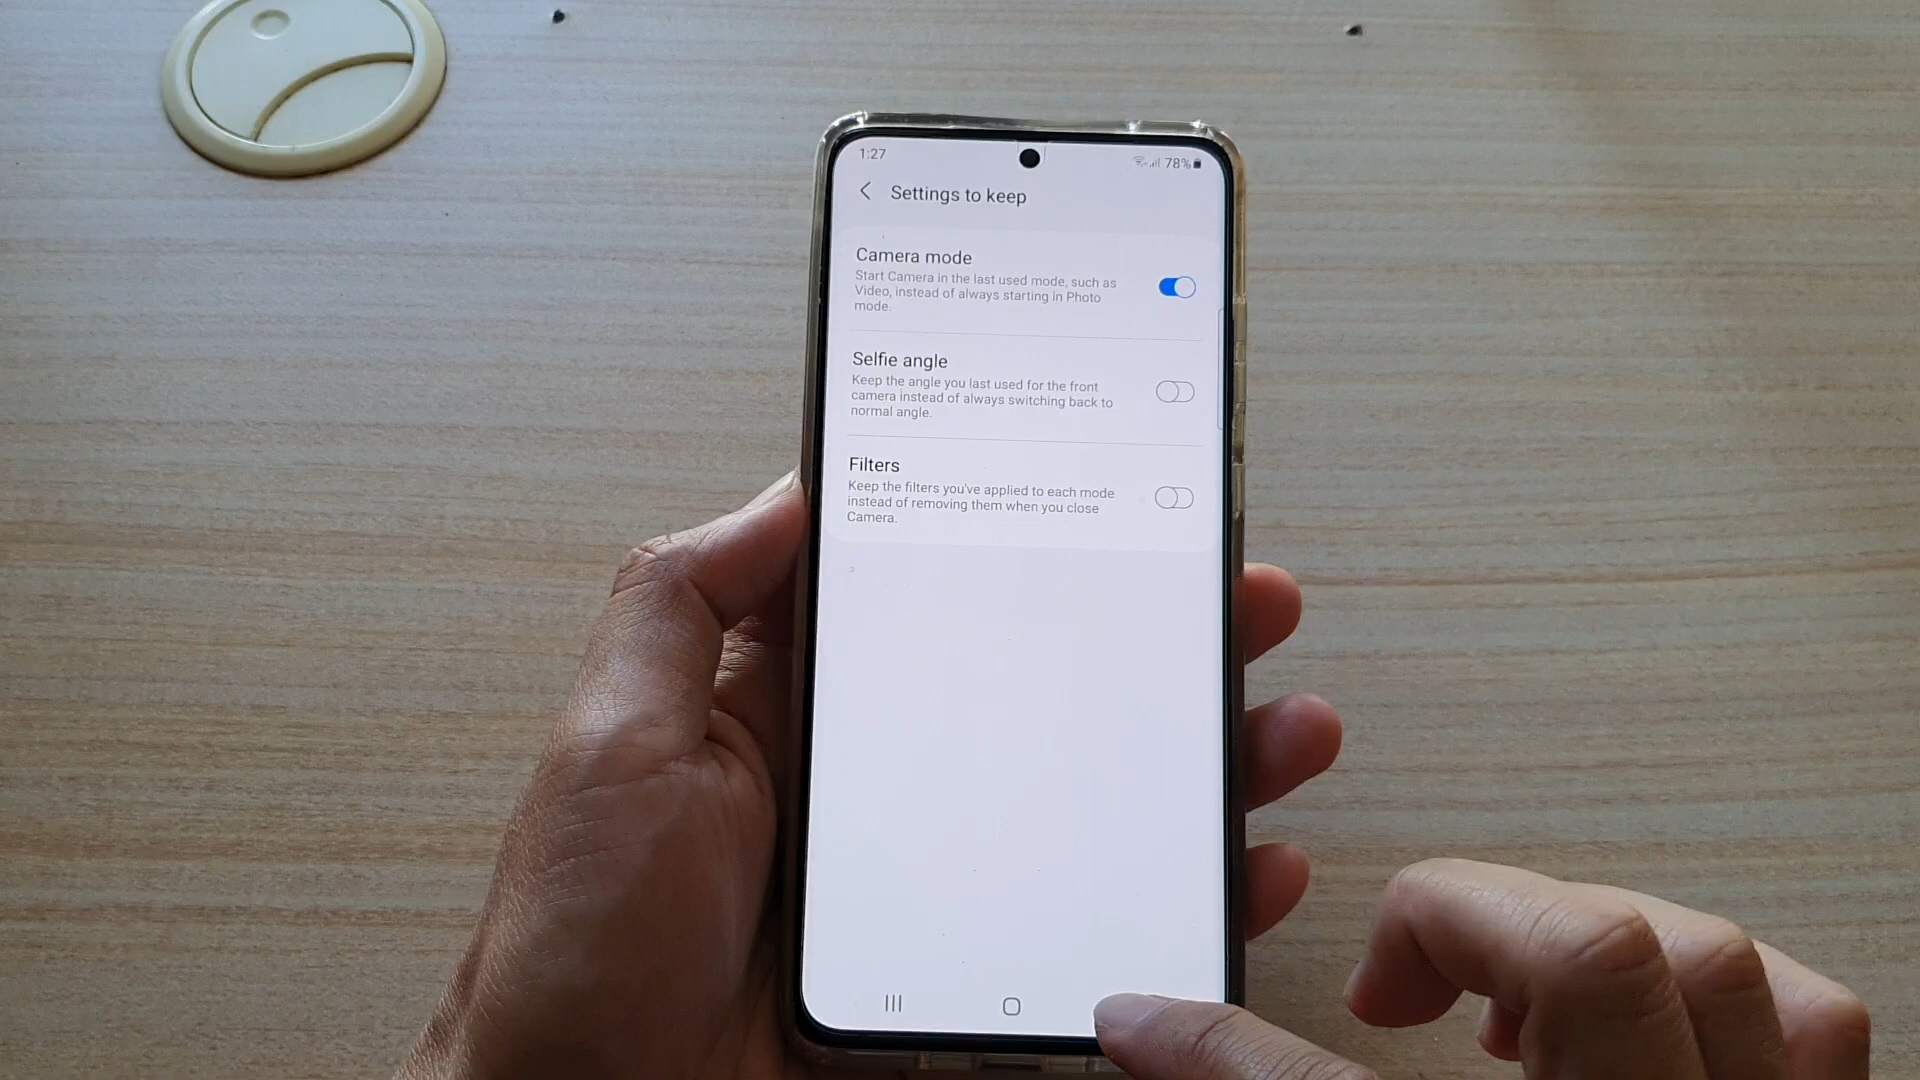 1:27
78%
Settings to keep
Camera mode
Start Camera in the last used mode, such as
Video, instead of always starting in Photo
mode.
Selfie angle
Keep the angle you last used for the front
camera instead of always switching back to
normal angle.
Filters
Keep the filters you've applied to each mode
instead of removing them when you close
Camera.